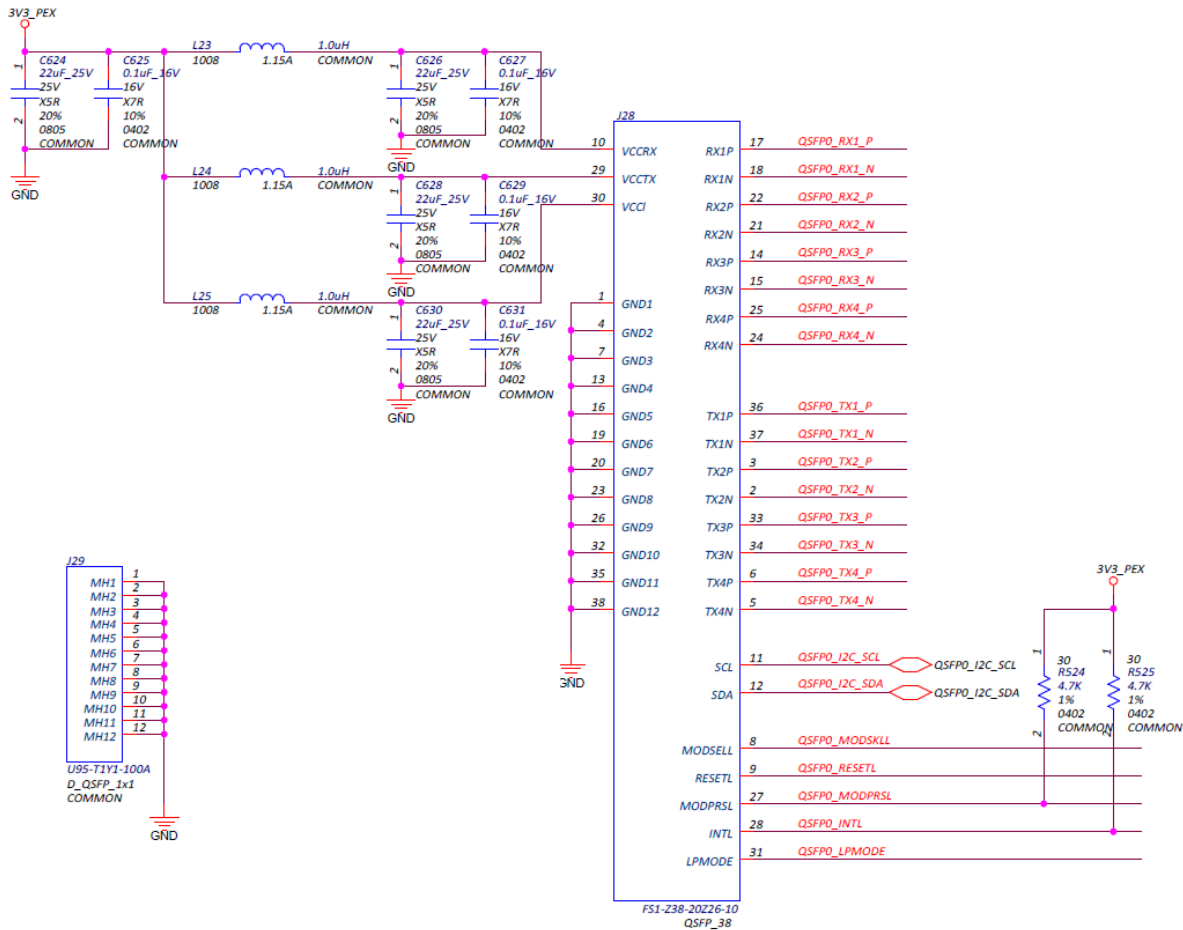 3V3_PEX
C624
22uF_25V
25V
X5R
20%
0805
COMMON
1
2
C625
0.1uF_16V
16V
X7R
10%
0402
COMMON
GND
L23
1008
1.15A
1.0uH
COMMON
C626
22uF_25V
25V
X5R
20%
0805
COMMON
1
2
C627
0.1uF_16V
16V
X7R
10%
0402
COMMON
GND
L24
1008
1.15A
1.0uH
COMMON
C628
22uF_25V
25V
X5R
20%
0805
COMMON
1
2
C629
0.1uF_16V
16V
X7R
10%
0402
COMMON
GND
L25
1008
1.15A
1.0uH
COMMON
C630
22uF_25V
25V
X5R
20%
0805
COMMON
1
2
C631
0.1uF_16V
16V
X7R
10%
0402
COMMON
GND
J28
10 VCCRX
29 VCCTX
30 VCCI
1 GND1
4 GND2
7 GND3
13 GND4
16 GND5
19 GND6
20 GND7
23 GND8
26 GND9
32 GND10
35 GND11
38 GND12
GND
RX1P 17 QSFP0_RX1_P
RX1N 18 QSFP0_RX1_N
RX2P 22 QSFP0_RX2_P
RX2N 21 QSFP0_RX2_N
RX3P 14 QSFP0_RX3_P
RX3N 15 QSFP0_RX3_N
RX4P 25 QSFP0_RX4_P
RX4N 24 QSFP0_RX4_N
TX1P 36 QSFP0_TX1_P
TX1N 37 QSFP0_TX1_N
TX2P 3 QSFP0_TX2_P
TX2N 2 QSFP0_TX2_N
TX3P 33 QSFP0_TX3_P
TX3N 34 QSFP0_TX3_N
TX4P 6 QSFP0_TX4_P
TX4N 5 QSFP0_TX4_N
SCL 11 QSFP0_I2C_SCL QSFP0_I2C_SCL
SDA 12 QSFP0_I2C_SDA QSFP0_I2C_SDA
MODSELL 8 QSFP0_MODSKLL
RESETL 9 QSFP0_RESETL
MODPRSL 27 QSFP0_MODPRSL
INTL 28 QSFP0_INTL
LPMODE 31 QSFP0_LPMODE
FS1-Z38-20Z26-10
QSFP_38
3V3_PEX
1
30
R524
4.7K
1%
0402
COMMON
2
1
30
R525
4.7K
1%
0402
COMMON
2
J29
MH1 1
MH2 2
MH3 3
MH4 4
MH5 5
MH6 6
MH7 7
MH8 8
MH9 9
MH10 10
MH11 11
MH12 12
U95-T1Y1-100A
D_QSFP_1x1
COMMON
GND